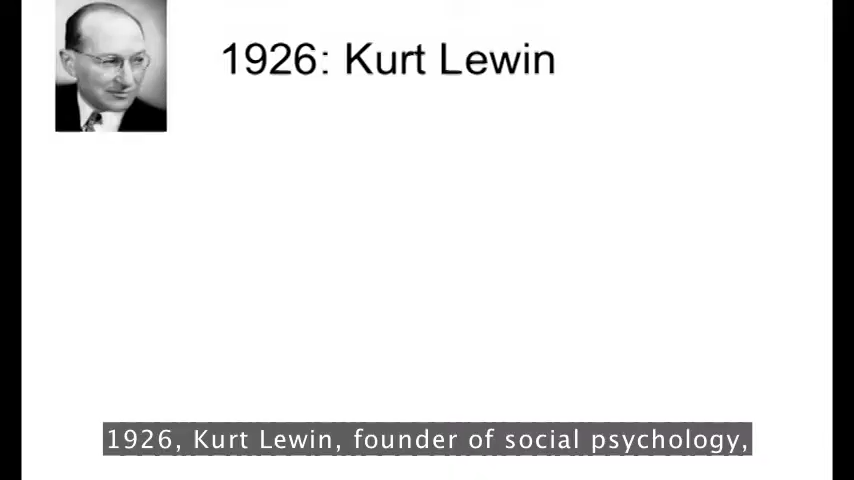 1926: Kurt Lewin
1926, Kurt Lewin, founder of social psychology,